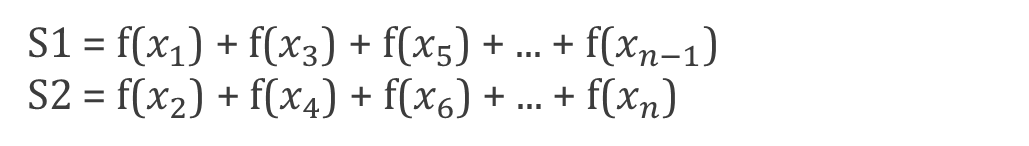 S1 = f(x₁) + f(x₃) + f(x₅) + ... + f(xₙ₋₁)
S2 = f(x₂) + f(x₄) + f(x₆) + ... + f(xₙ)